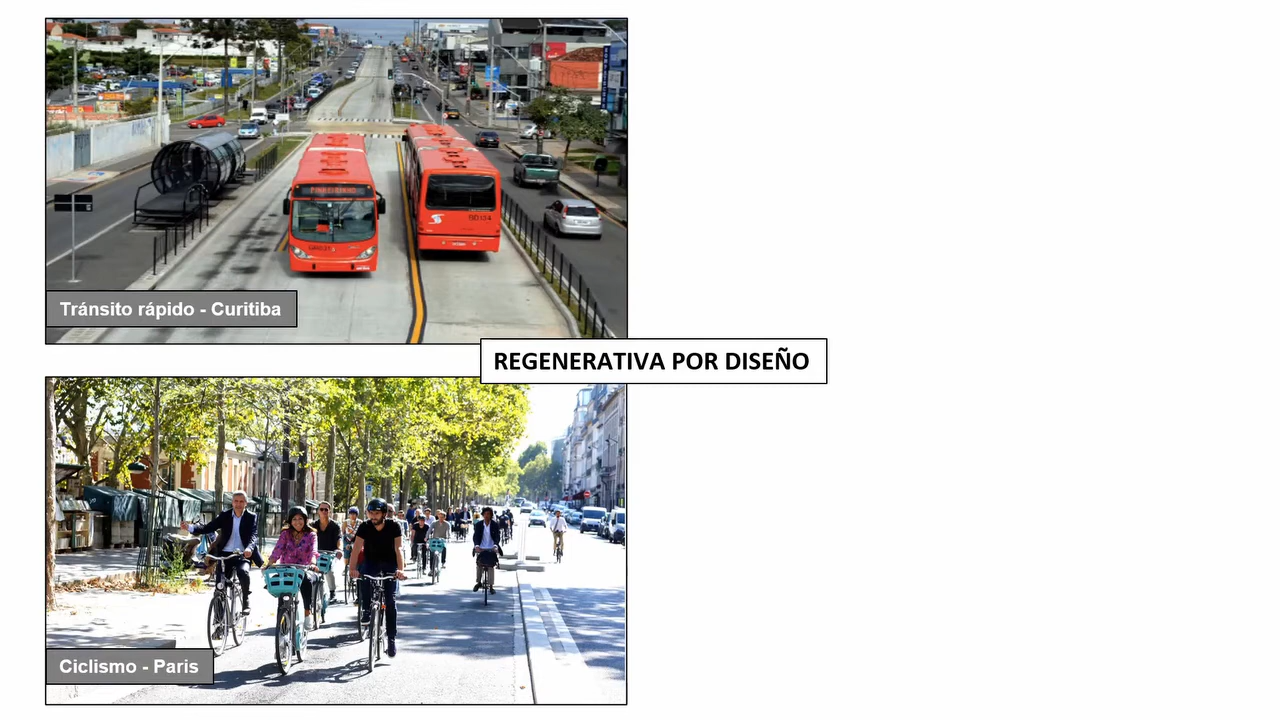 Tránsito rápido - Curitiba
REGENERATIVA POR DISEÑO
Ciclismo - Paris